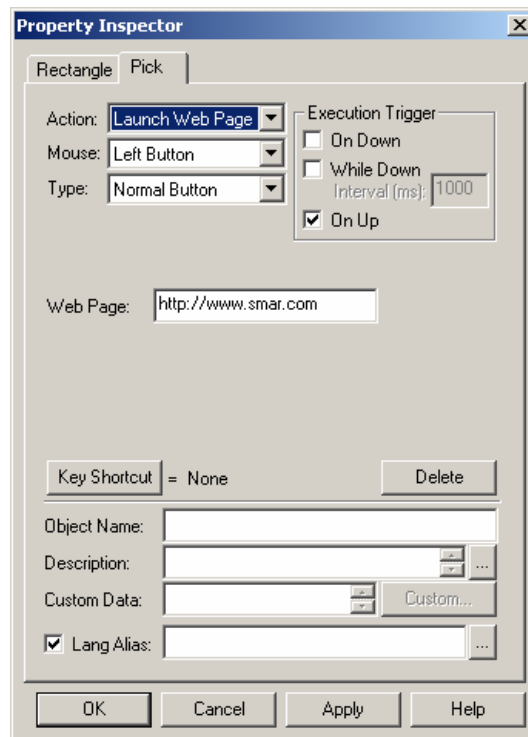 Property Inspector
Rectangle Pick
Action: Launch Web Page
Mouse: Left Button
Type: Normal Button
Execution Trigger
On Down
While Down
Interval (ms): 1000
On Up
Web Page: http://www.smar.com
Key Shortcut = None Delete
Object Name:
Description: ...
Custom Data: Custom...
Lang Alias: ...
OK Cancel Apply Help